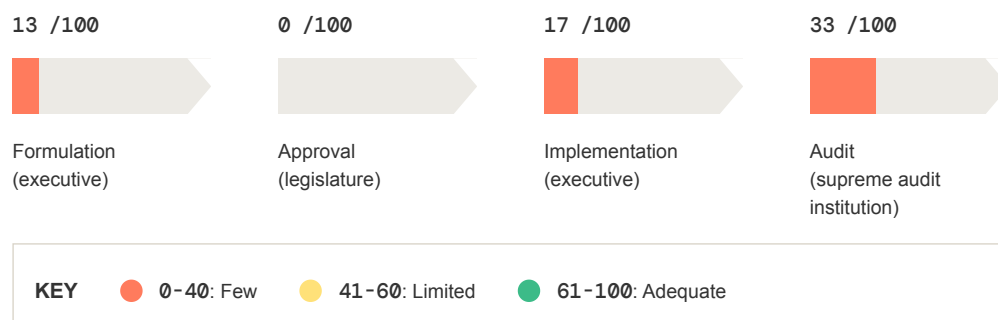 13 /100
0 /100
17 /100
33 /100
Formulation
(executive)
Approval
(legislature)
Implementation
(executive)
Audit
(supreme audit
institution)
KEY
0-40: Few
41-60: Limited
61-100: Adequate